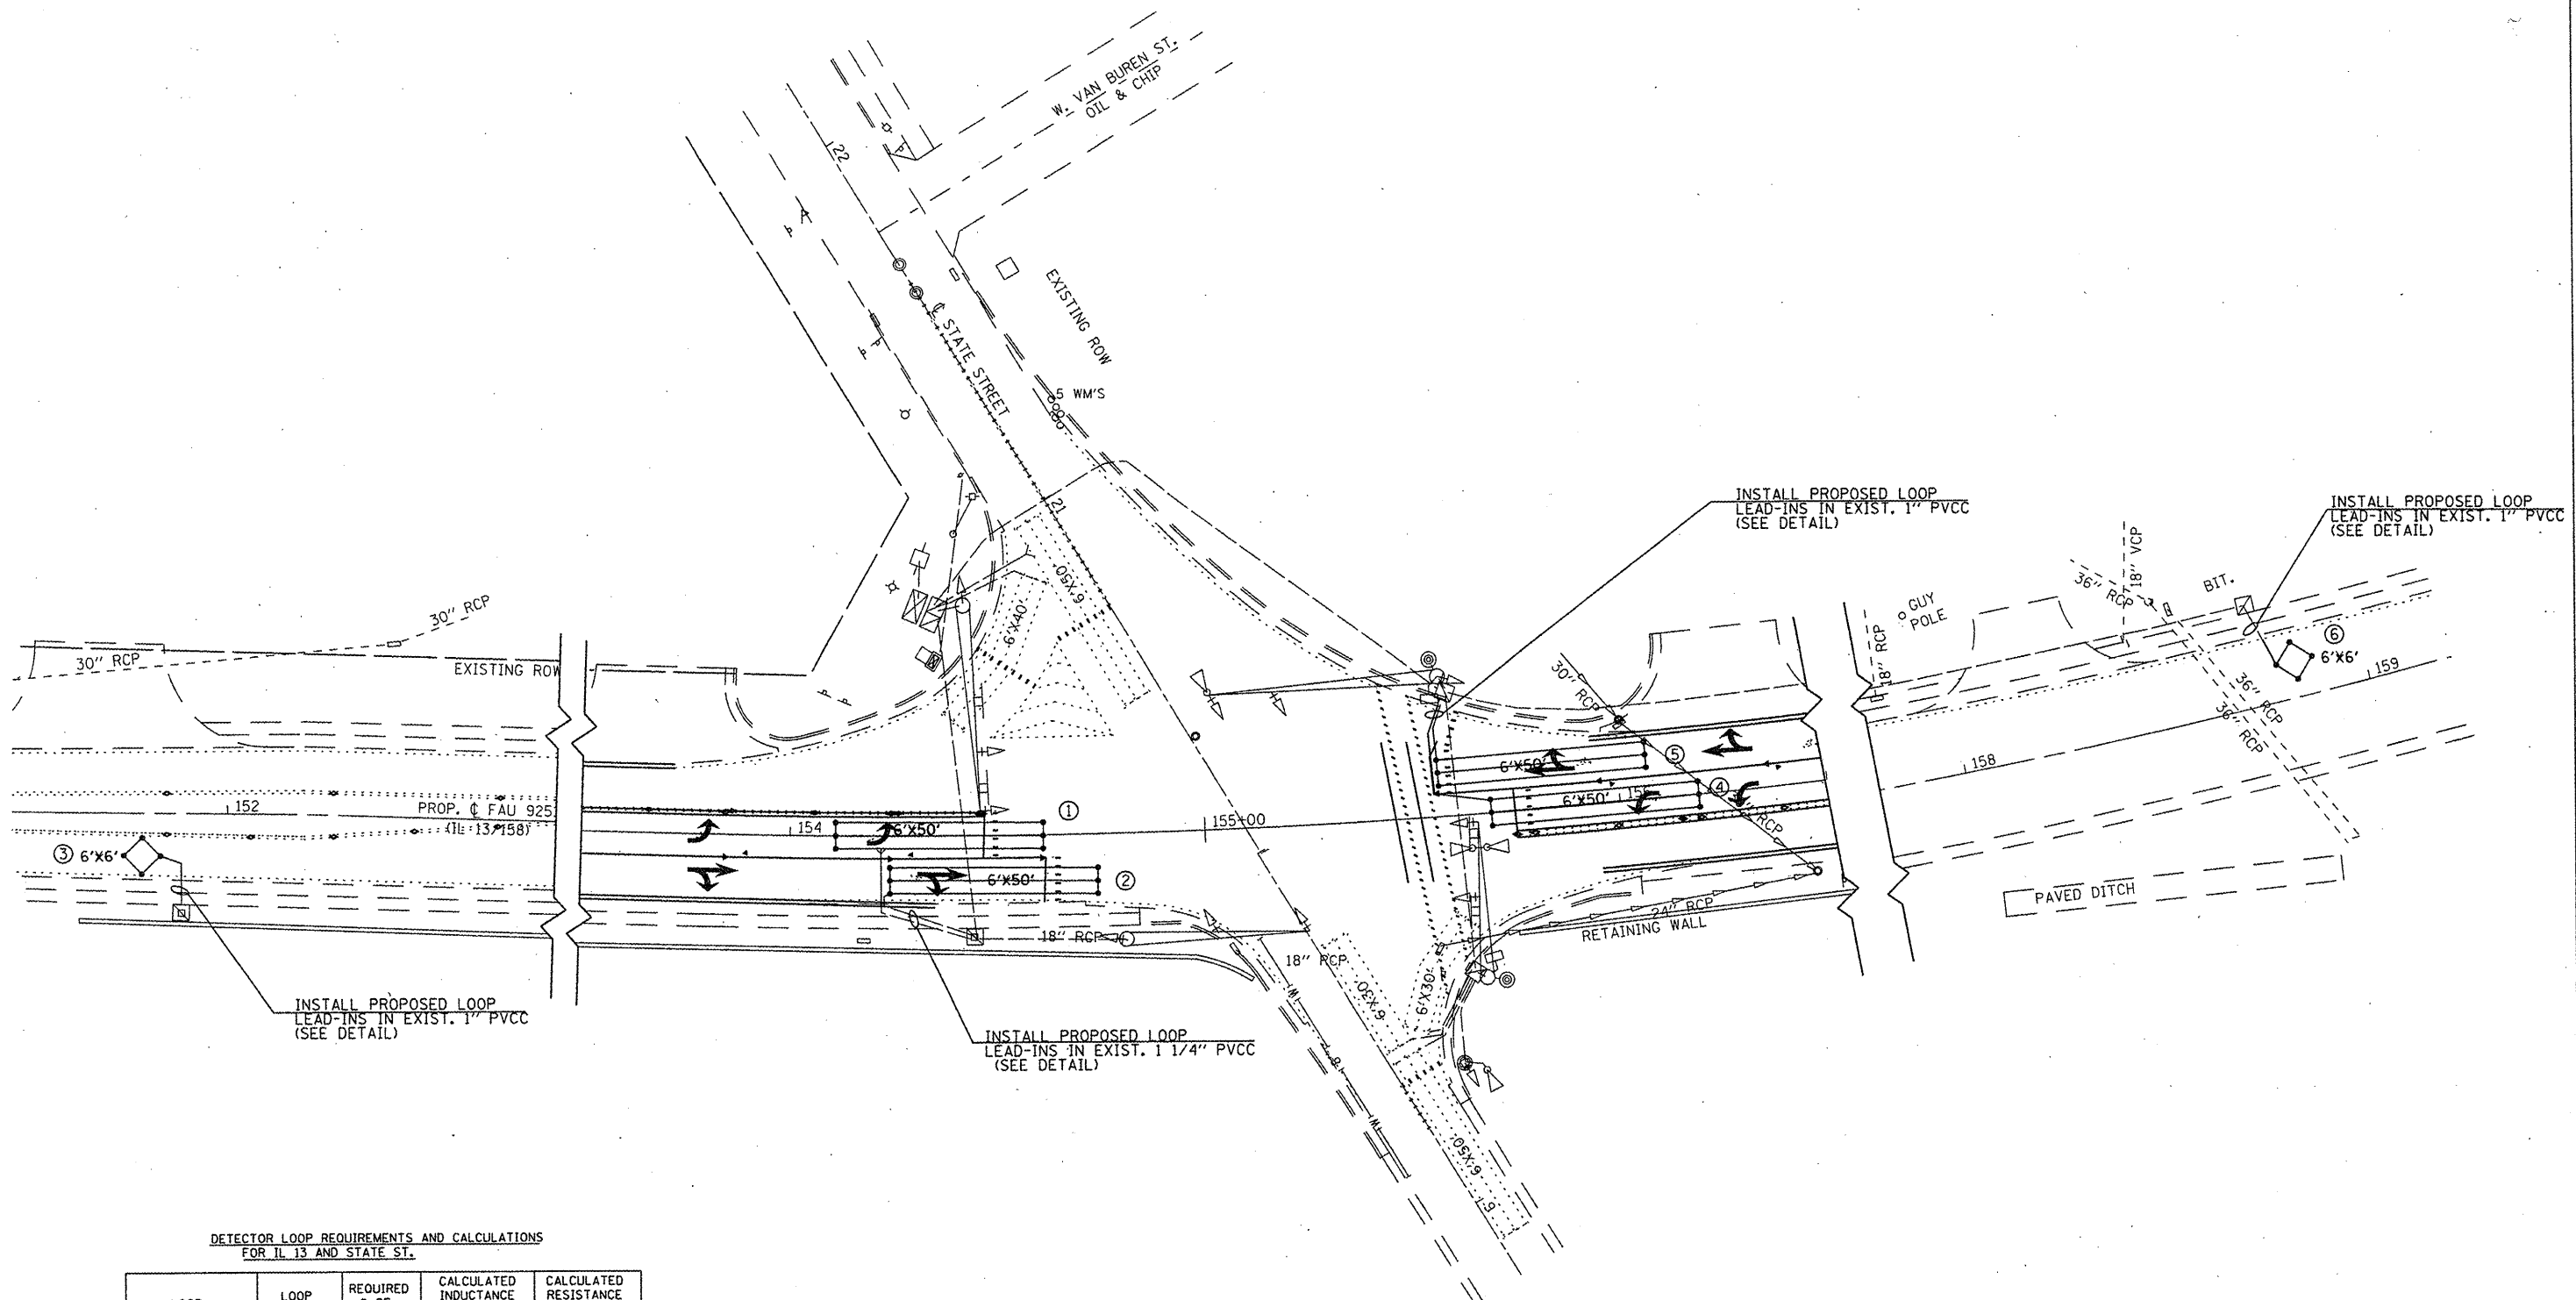 W. VAN BUREN ST.
OIL & CHIP
22
EXISTING ROW
℄ STATE STREET
5 WM'S
21
6'X50'
6'X40'
INSTALL PROPOSED LOOP
LEAD-INS IN EXIST. 1" PVCC
(SEE DETAIL)
INSTALL PROPOSED LOOP
LEAD-INS IN EXIST. 1" PVCC
(SEE DETAIL)
18" VCP
36" RCP
BIT.
GUY
POLE
18" RCP
30" RCP
30" RCP
EXISTING ROW
30" RCP
6
6'X6'
159
36" RCP
36" RCP
158
5
6'X50'
4
6'X50'
RCP
152
PROP. ℄ FAU 925
(IL 13/158)
154
6'X50'
1
155+00
3 6'X6'
6'X50'
2
PAVED DITCH
24" RCP
RETAINING WALL
18" RCP
18" RCP
6'X30'
6'X30'
INSTALL PROPOSED LOOP
LEAD-INS IN EXIST. 1" PVCC
(SEE DETAIL)
INSTALL PROPOSED LOOP
LEAD-INS IN EXIST. 1 1/4" PVCC
(SEE DETAIL)
6'X50'
19
DETECTOR LOOP REQUIREMENTS AND CALCULATIONS
FOR IL 13 AND STATE ST.
LOOP
REQUIRED
CALCULATED
INDUCTANCE
CALCULATED
RESISTANCE